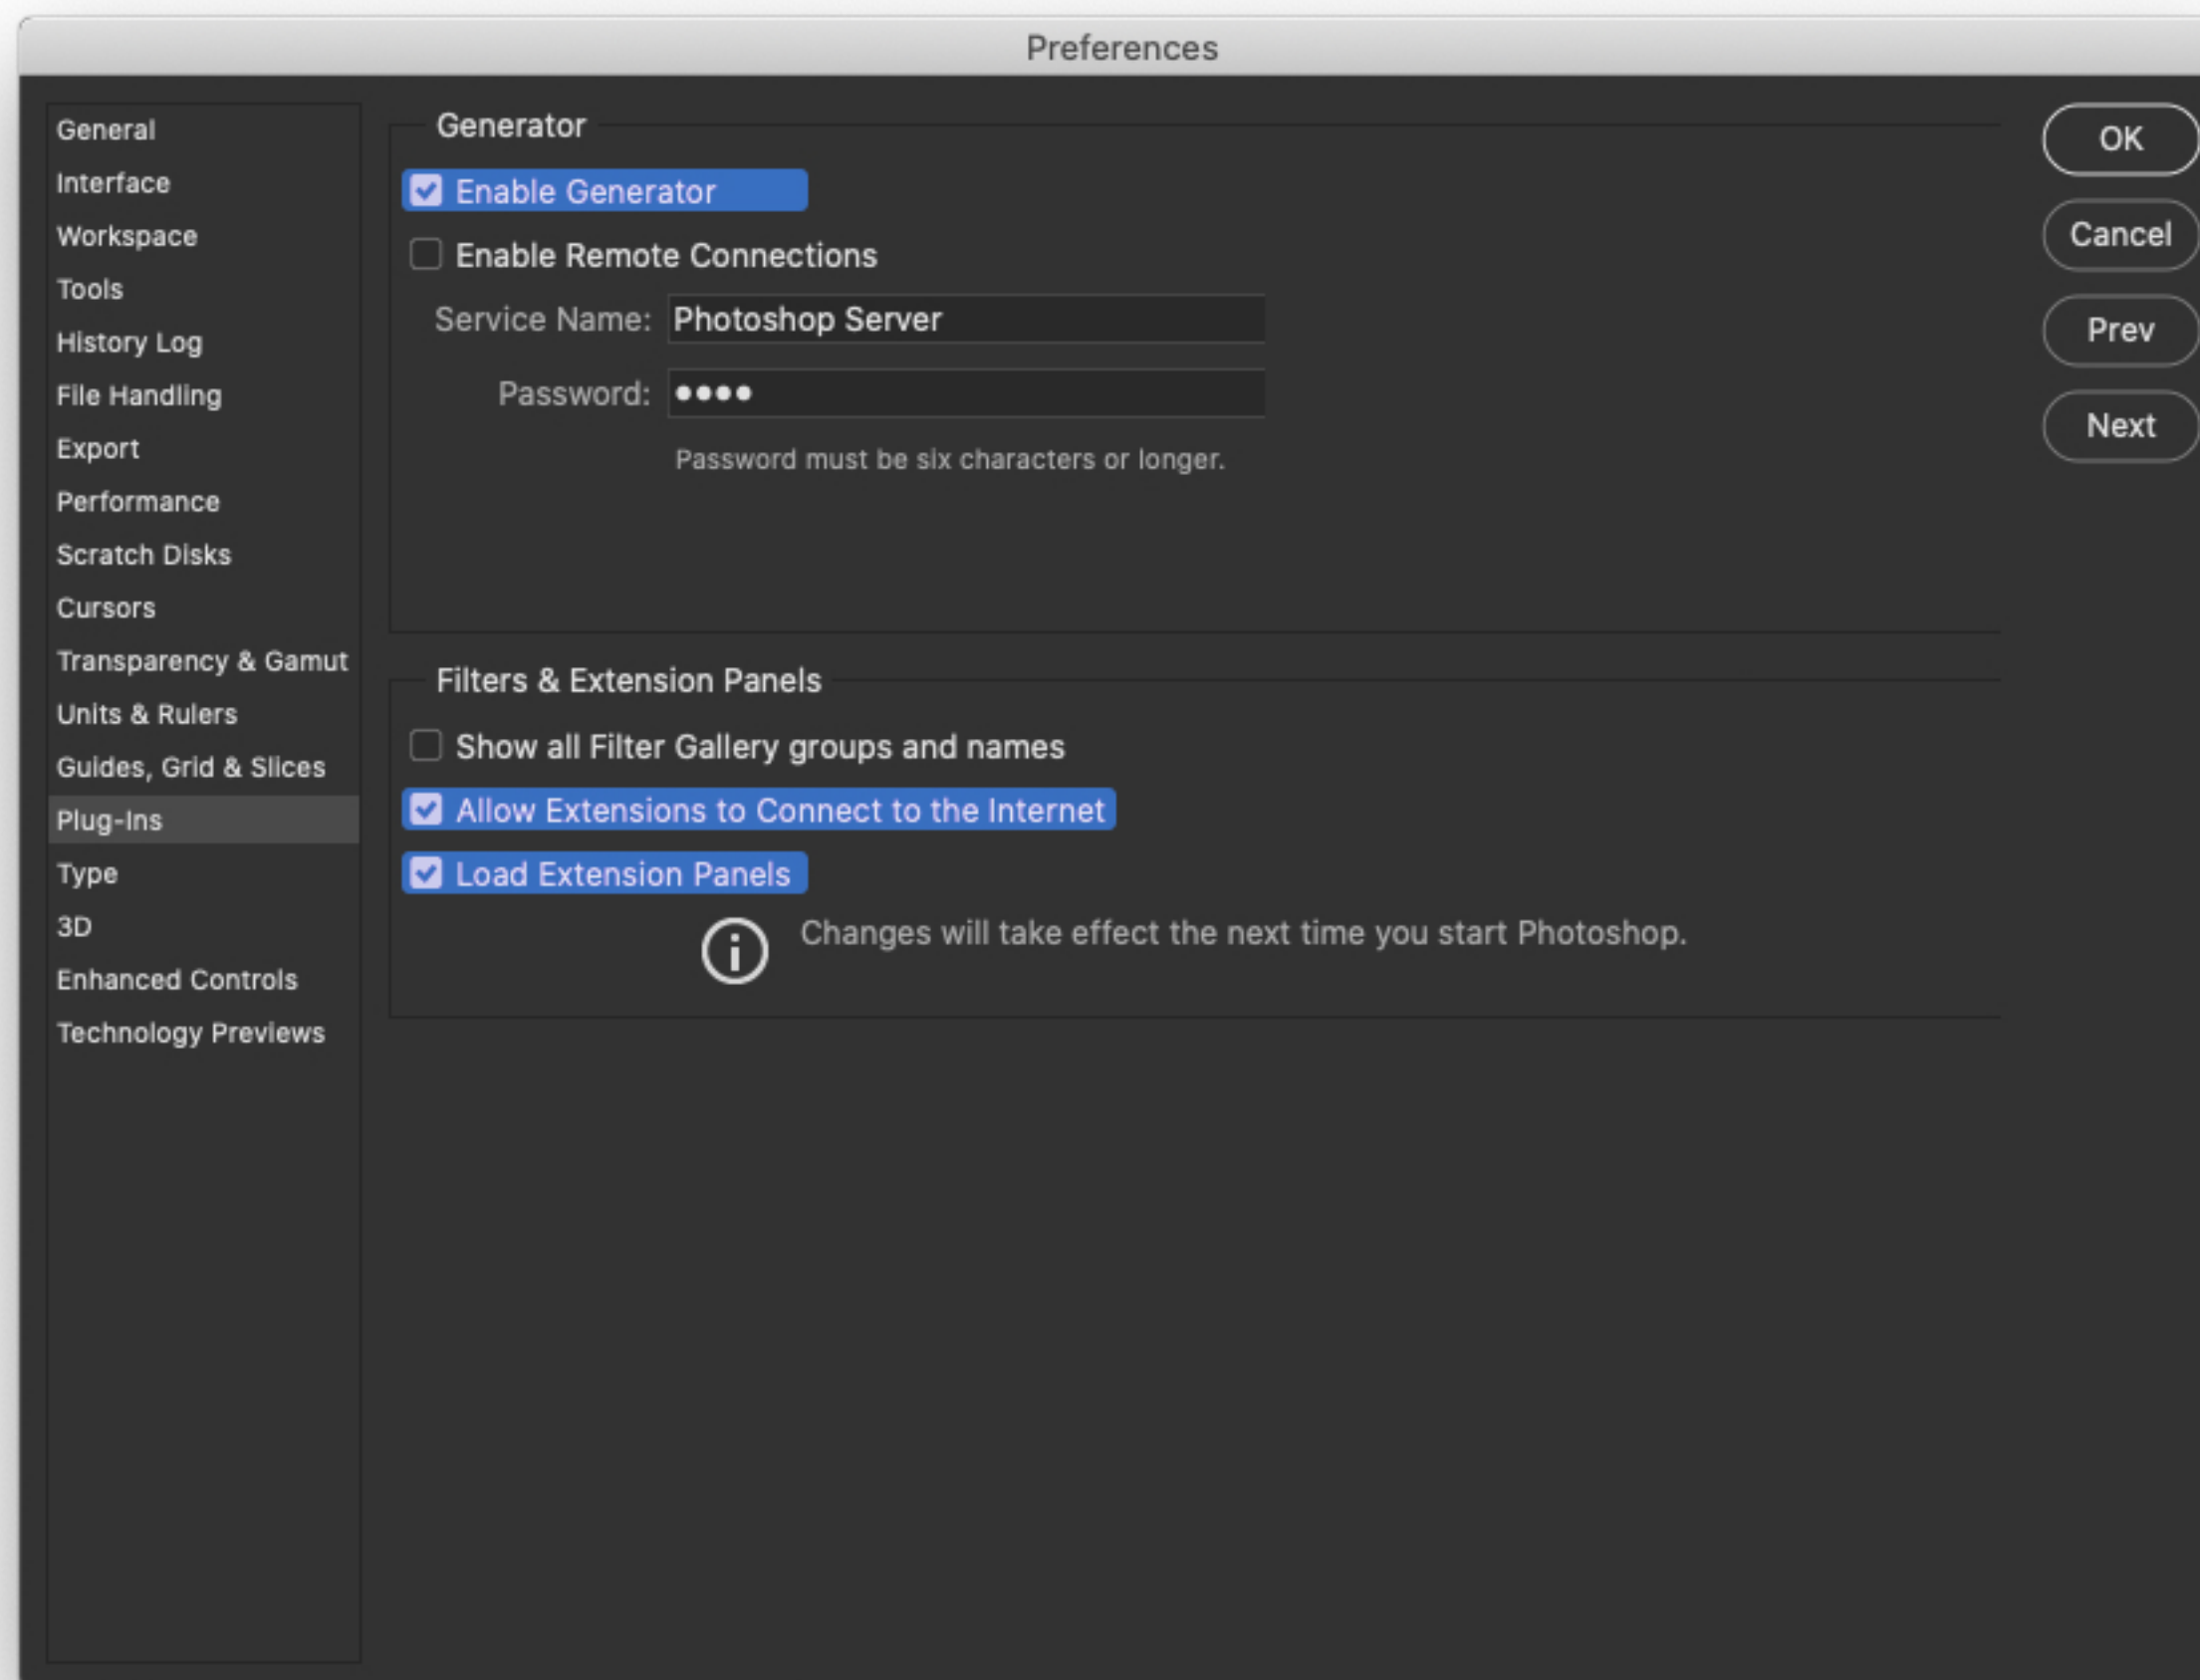 Preferences
General
Interface
Workspace
Tools
History Log
File Handling
Export
Performance
Scratch Disks
Cursors
Transparency & Gamut
Units & Rulers
Guides, Grid & Slices
Plug-Ins
Type
3D
Enhanced Controls
Technology Previews
Generator
Enable Generator
Enable Remote Connections
Service Name: Photoshop Server
Password: ••••
Password must be six characters or longer.
Filters & Extension Panels
Show all Filter Gallery groups and names
Allow Extensions to Connect to the Internet
Load Extension Panels
Changes will take effect the next time you start Photoshop.
OK
Cancel
Prev
Next